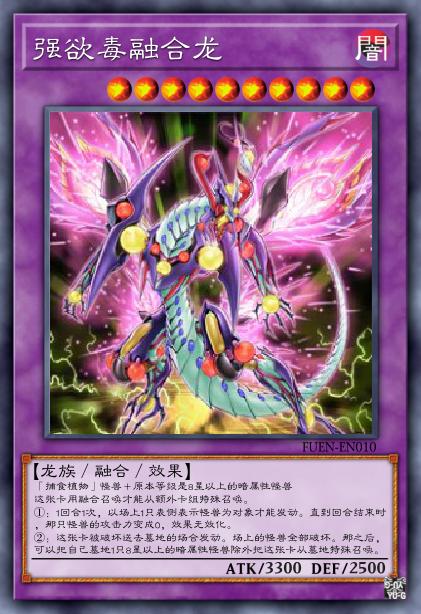 强欲毒融合龙
闇
FUEN-EN010
【龙族／融合／效果】
「捕食植物」怪兽＋原本等级是8星以上的暗属性怪兽
这张卡用融合召唤才能从额外卡组特殊召唤。
①：1回合1次，以场上1只表侧表示怪兽为对象才能发动。直到回合结束时
，那只怪兽的攻击力变成0，效果无效化。
②：这张卡被破坏送去墓地的场合发动。场上的怪兽全部破坏。那之后，
可以把自己墓地1只8星以上的暗属性怪兽除外把这张卡从墓地特殊召唤。
ATK/3300 DEF/2500